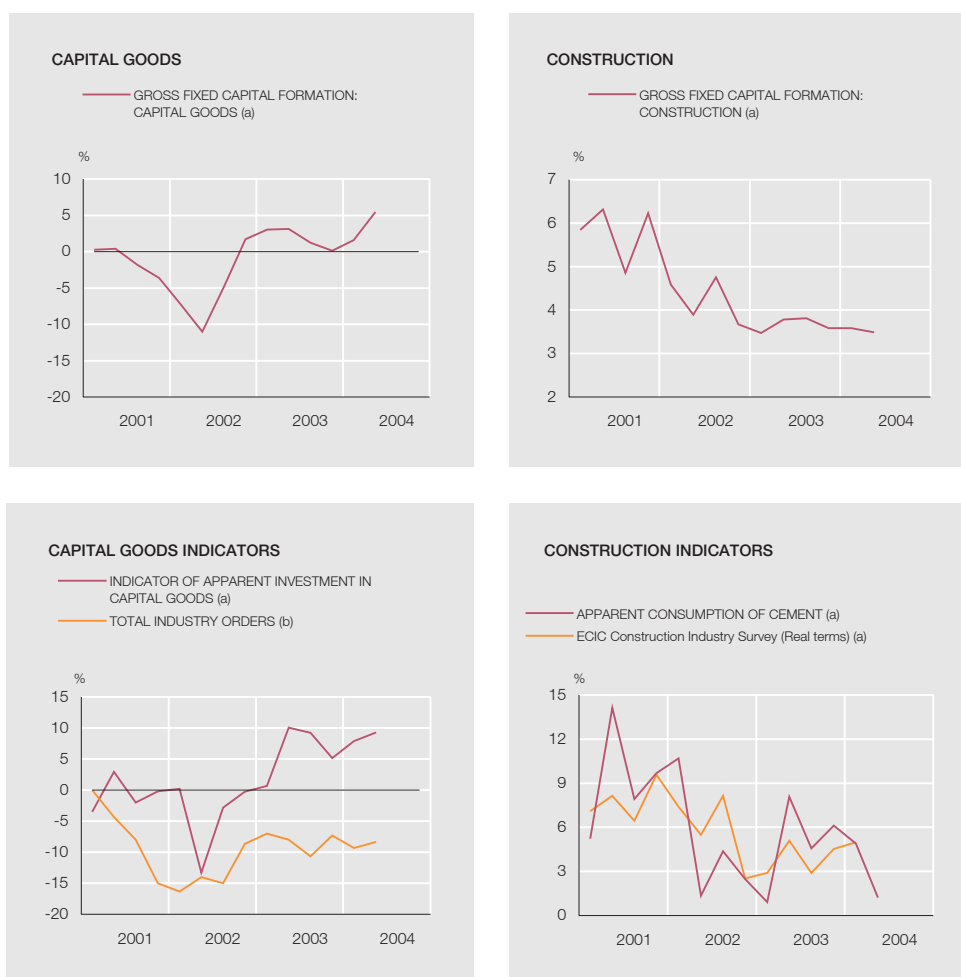 CAPITAL GOODS
GROSS FIXED CAPITAL FORMATION:
CAPITAL GOODS (a)
%
10
5
0
-5
-10
-15
-20
2001 2002 2003 2004
CONSTRUCTION
GROSS FIXED CAPITAL FORMATION:
CONSTRUCTION (a)
%
7
6
5
4
3
2
2001 2002 2003 2004
CAPITAL GOODS INDICATORS
INDICATOR OF APPARENT INVESTMENT IN
CAPITAL GOODS (a)
TOTAL INDUSTRY ORDERS (b)
%
15
10
5
0
-5
-10
-15
-20
2001 2002 2003 2004
CONSTRUCTION INDICATORS
APPARENT CONSUMPTION OF CEMENT (a)
ECIC Construction Industry Survey (Real terms) (a)
%
15
12
9
6
3
0
2001 2002 2003 2004